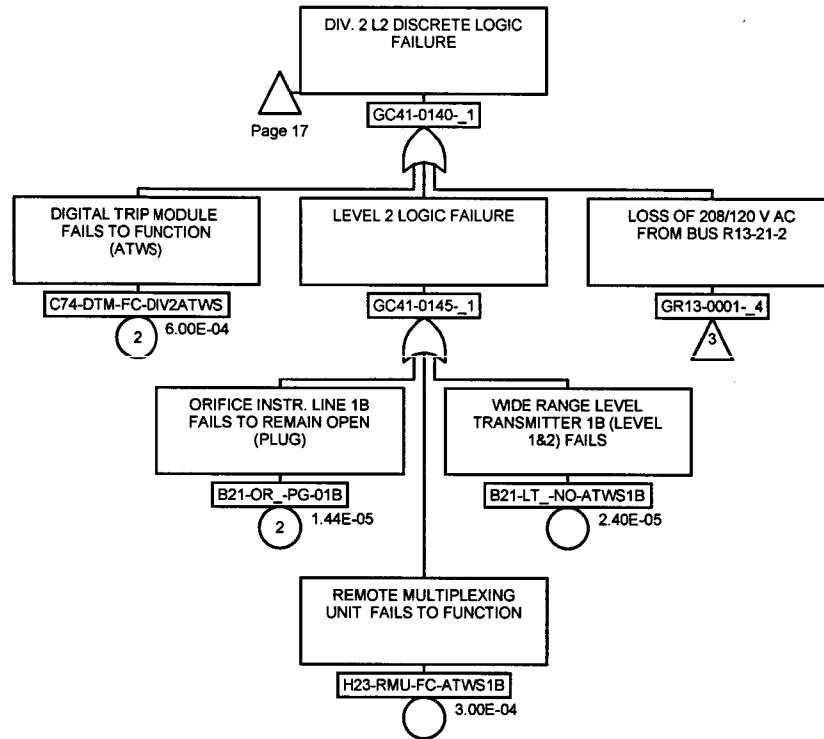 DIV. 2 L2 DISCRETE LOGIC
FAILURE
Page 17
GC41-0140-_1
DIGITAL TRIP MODULE
FAILS TO FUNCTION
(ATWS)
LEVEL 2 LOGIC FAILURE
LOSS OF 208/120 V AC
FROM BUS R13-21-2
C74-DTM-FC-DIV2ATWS
GC41-0145-_1
GR13-0001-_4
2
6.00E-04
3
ORIFICE INSTR. LINE 1B
FAILS TO REMAIN OPEN
(PLUG)
WIDE RANGE LEVEL
TRANSMITTER 1B (LEVEL
1&2) FAILS
B21-OR_-PG-01B
B21-LT_-NO-ATWS1B
2
1.44E-05
2.40E-05
REMOTE MULTIPLEXING
UNIT FAILS TO FUNCTION
H23-RMU-FC-ATWS1B
3.00E-04